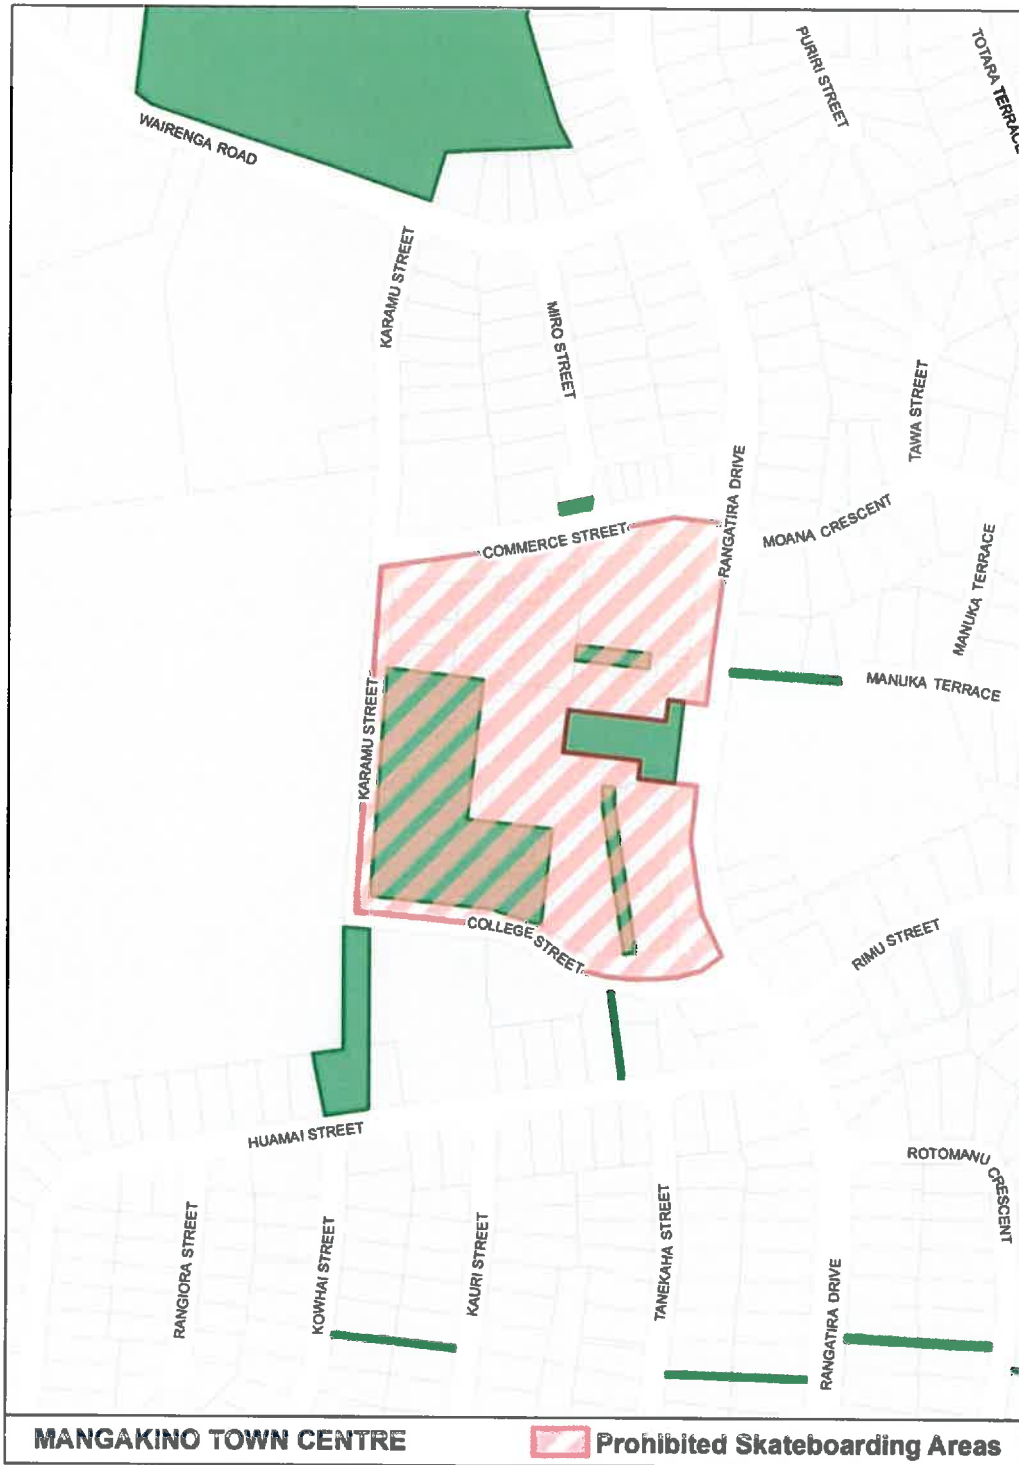 PURIRI STREET
TOTARA TERRACE
WAIRENGA ROAD
KARAMU STREET
MIRO STREET
TAWA STREET
RANGATIRA DRIVE
MOANA CRESCENT
COMMERCE STREET
MANUKA TERRACE
MANUKA TERRACE
KARAMU STREET
COLLEGE STREET
RIMU STREET
HUAMAI STREET
ROTOMANU CRESCENT
RANGIORA STREET
KOWHAI STREET
KAURI STREET
TANEKAHA STREET
RANGATIRA DRIVE
MANGAKINO TOWN CENTRE
Prohibited Skateboarding Areas